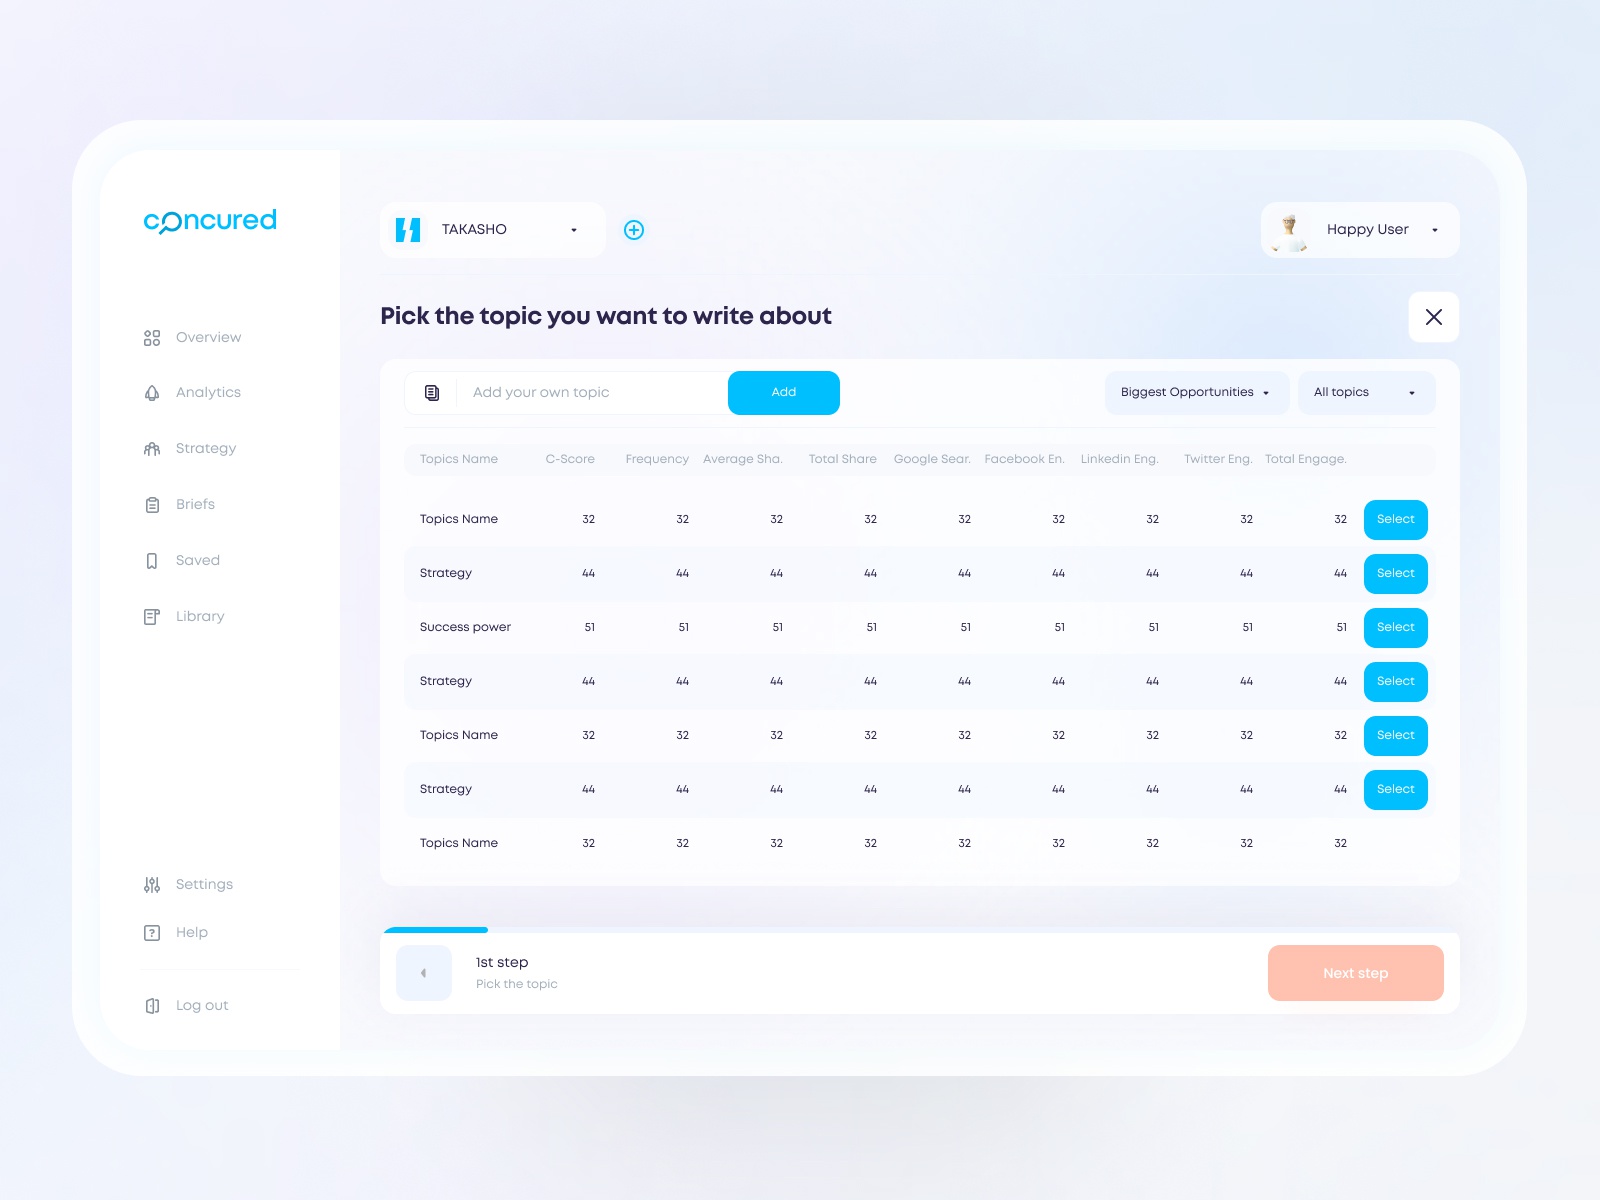 concured
TAKASHO
Happy User
Overview
Analytics
Strategy
Briefs
Saved
Library
Settings
Help
Log out
Pick the topic you want to write about
Add your own topic Add Biggest Opportunities All topics
Topics Name C-Score Frequency Average Sha. Total Share Google Sear. Facebook En. Linkedin Eng. Twitter Eng. Total Engage.
Topics Name 32 32 32 32 32 32 32 32 32 Select
Strategy 44 44 44 44 44 44 44 44 44 Select
Success power 51 51 51 51 51 51 51 51 51 Select
Strategy 44 44 44 44 44 44 44 44 44 Select
Topics Name 32 32 32 32 32 32 32 32 32 Select
Strategy 44 44 44 44 44 44 44 44 44 Select
Topics Name 32 32 32 32 32 32 32 32 32
1st step
Pick the topic
Next step